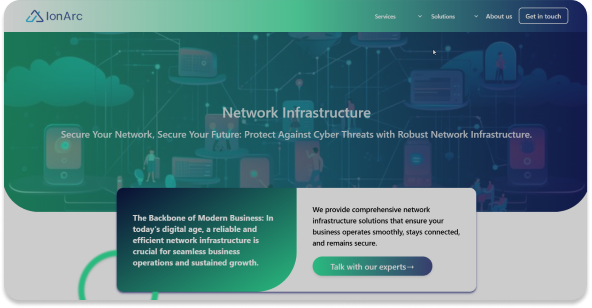 IonArc
Services
Solutions
About us
Get in touch
Network Infrastructure
Secure Your Network, Secure Your Future: Protect Against Cyber Threats with Robust Network Infrastructure.
The Backbone of Modern Business: In
today's digital age, a reliable and
efficient network infrastructure is
crucial for seamless business
operations and sustained growth.
We provide comprehensive network
infrastructure solutions that ensure your
business operates smoothly, stays connected,
and remains secure.
Talk with our experts→